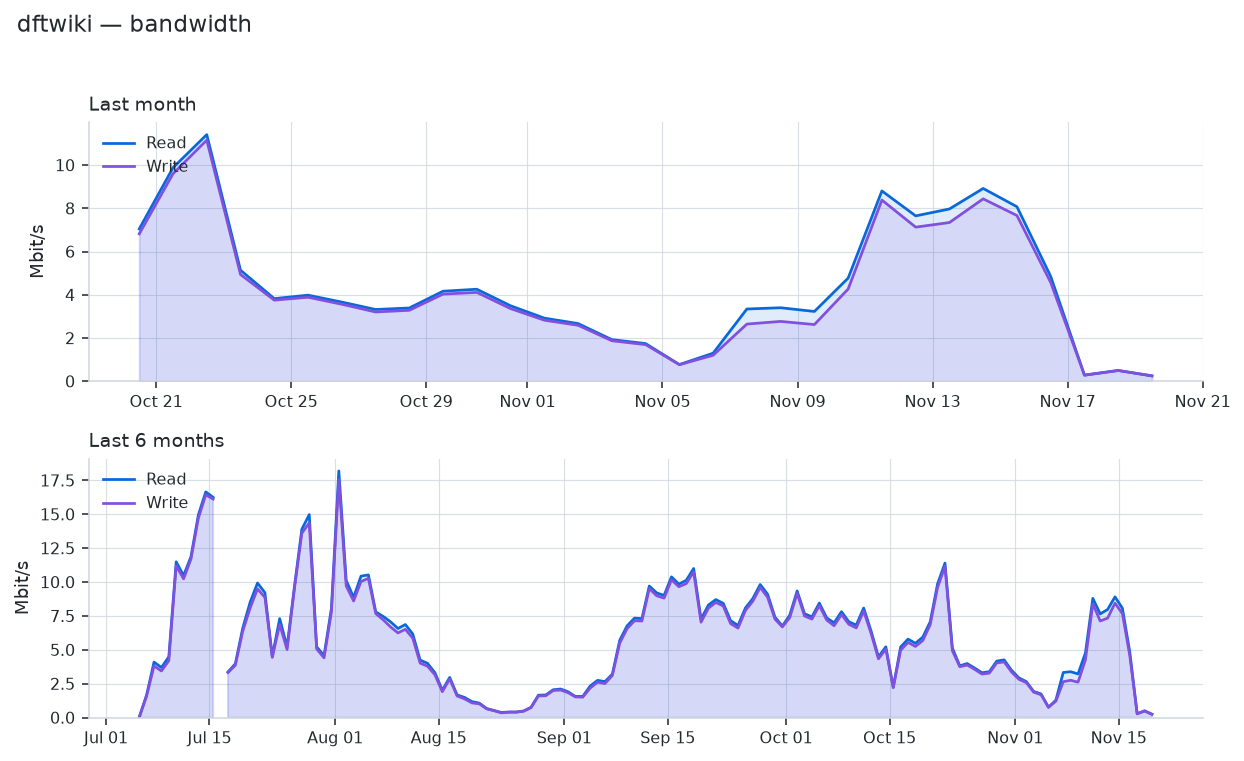 dftwiki — bandwidth
Last month
Read
Write
Mbit/s
10
8
6
4
2
0
Oct 21 Oct 25 Oct 29 Nov 01 Nov 05 Nov 09 Nov 13 Nov 17 Nov 21
Last 6 months
Read
Write
Mbit/s
17.5
15.0
12.5
10.0
7.5
5.0
2.5
0.0
Jul 01 Jul 15 Aug 01 Aug 15 Sep 01 Sep 15 Oct 01 Oct 15 Nov 01 Nov 15